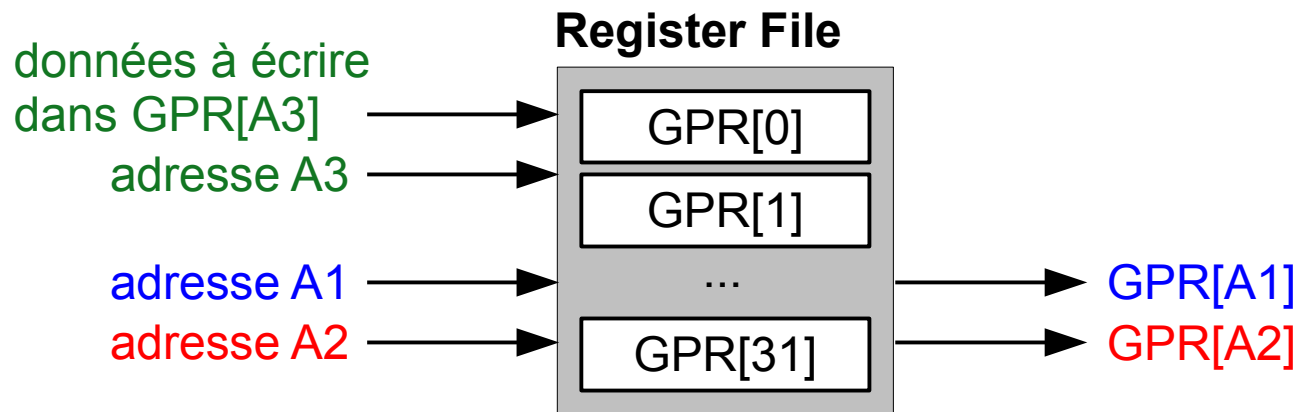 Register File
données à écrire
dans GPR[A3]
adresse A3
adresse A1
adresse A2
GPR[0]
GPR[1]
...
GPR[31]
GPR[A1]
GPR[A2]